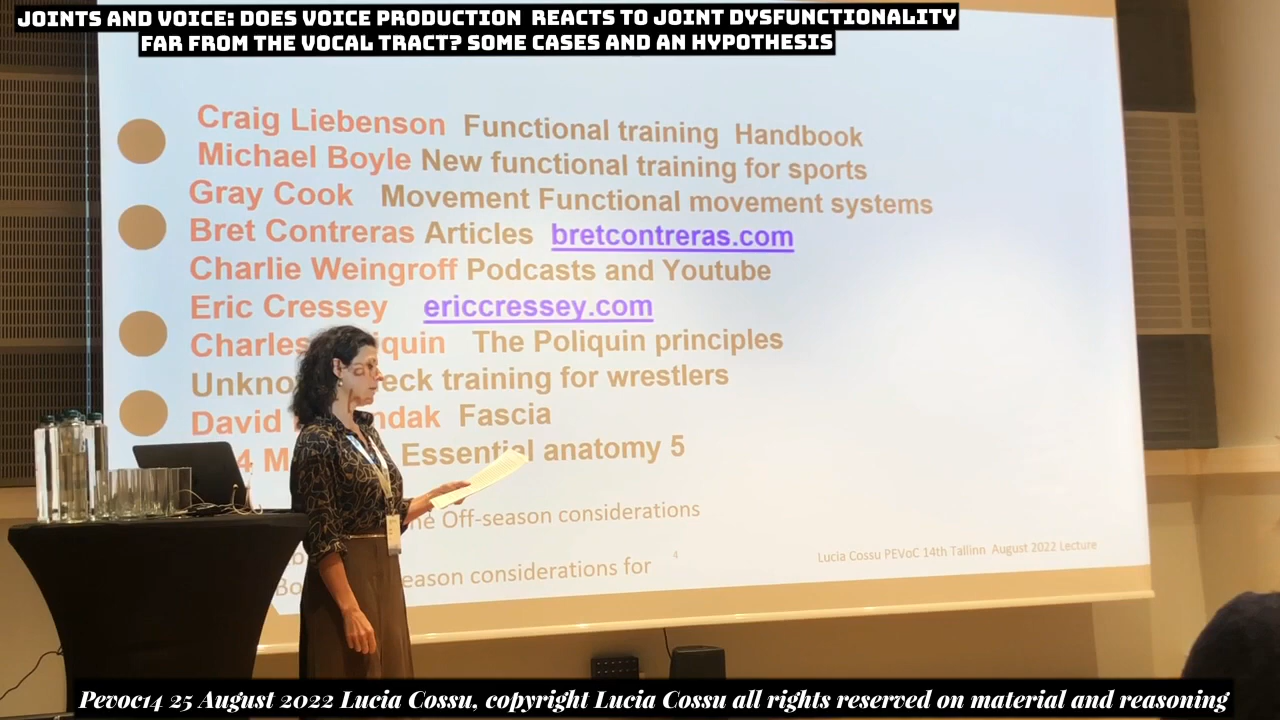 JOINTS AND VOICE: DOES VOICE PRODUCTION REACTS TO JOINT DYSFUNCTIONALITY
FAR FROM THE VOCAL TRACT? SOME CASES AND AN HYPOTHESIS
Craig Liebenson Functional training Handbook
Michael Boyle New functional training for sports
Gray Cook Movement Functional movement systems
Bret Contreras Articles bretcontreras.com
Charlie Weingroff Podcasts and Youtube
Eric Cressey ericcressey.com
Charles The Poliquin principles
training for wrestlers
David Fascia
Essential anatomy 5
Off-season considerations
considerations for
4
Lucia Cossu PEVoC 14th Tallinn August 2022 Lecture
Pevoc14 25 August 2022 Lucia Cossu, copyright Lucia Cossu all rights reserved on material and reasoning